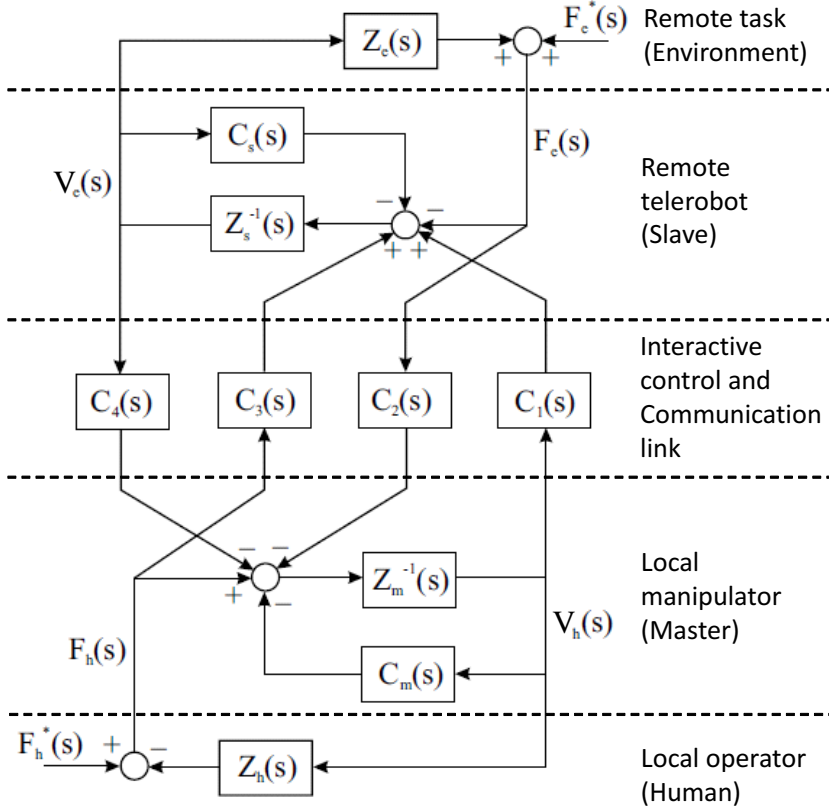 F_e^*(s)
Remote task
(Environment)
Z_e(s)
+ +
C_s(s)
F_e(s)
V_e(s)
Remote
telerobot
(Slave)
− −
Z_s^{-1}(s)
+ +
Interactive
control and
Communication
link
C_4(s)
C_3(s)
C_2(s)
C_1(s)
− −
Z_m^{-1}(s)
+ −
Local
manipulator
(Master)
V_h(s)
F_h(s)
C_m(s)
F_h^*(s)
+ −
Z_h(s)
Local operator
(Human)